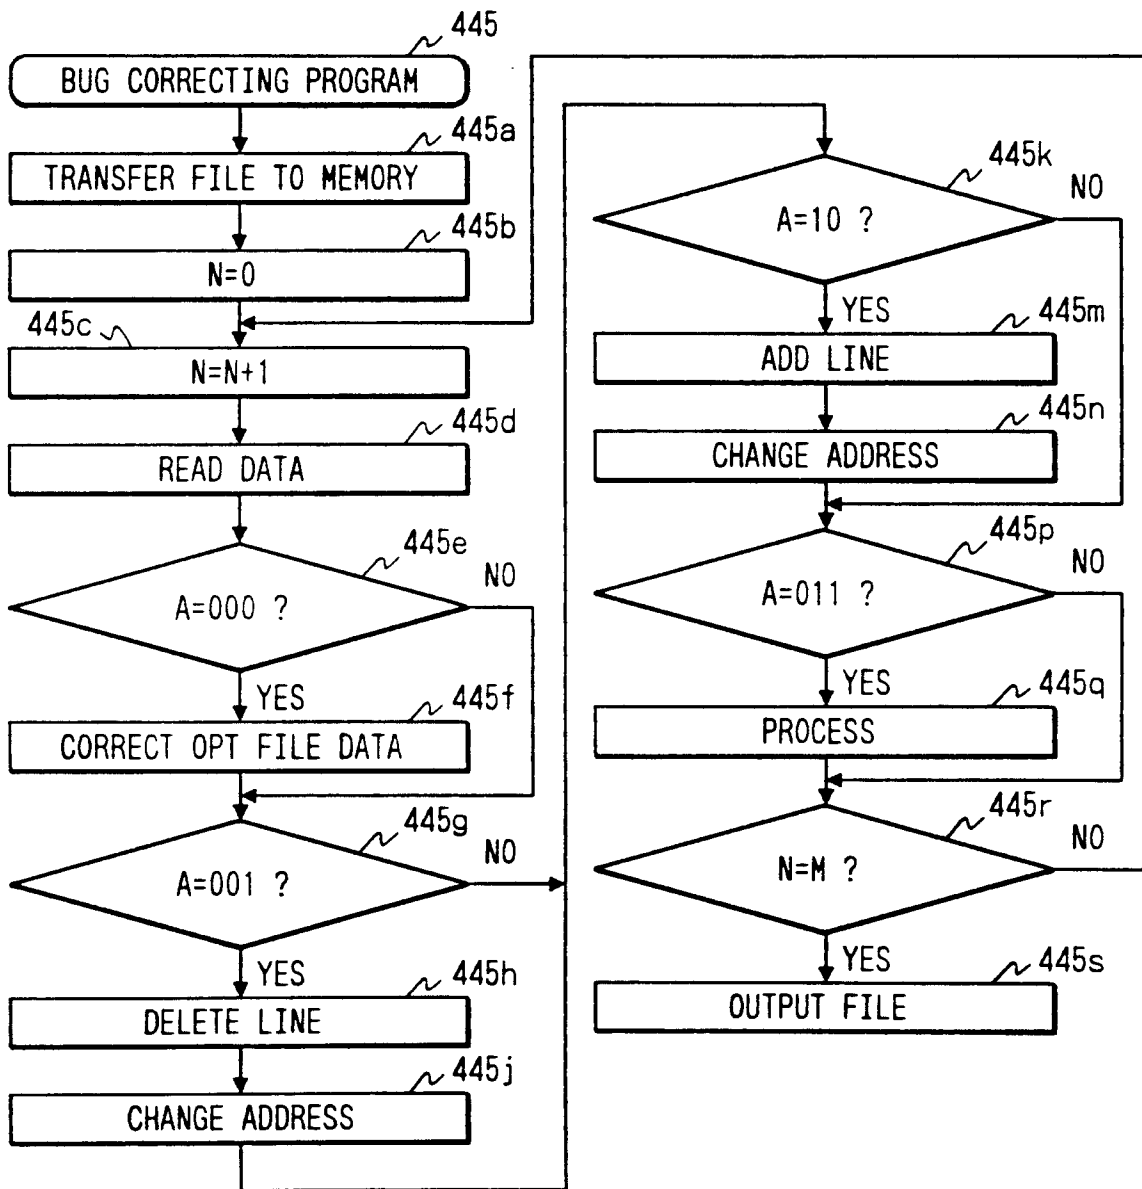 445
BUG CORRECTING PROGRAM
445a
TRANSFER FILE TO MEMORY
445b
N=0
445c
N=N+1
445d
READ DATA
445e
A=000 ?
NO
YES
445f
CORRECT OPT FILE DATA
445g
A=001 ?
NO
YES
445h
DELETE LINE
445j
CHANGE ADDRESS
445k
A=10 ?
NO
YES
445m
ADD LINE
445n
CHANGE ADDRESS
445p
A=011 ?
NO
YES
445q
PROCESS
445r
N=M ?
NO
YES
445s
OUTPUT FILE